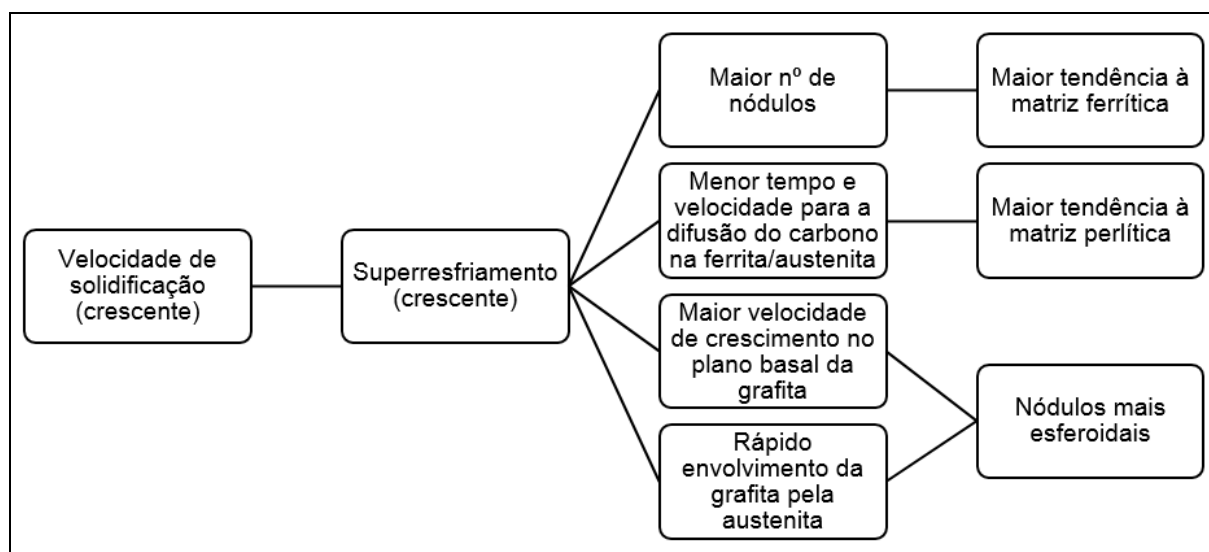 Velocidade de
solidificação
(crescente)
Superresfriamento
(crescente)
Maior nº de
nódulos
Maior tendência à
matriz ferrítica
Menor tempo e
velocidade para a
difusão do carbono
na ferrita/austenita
Maior tendência à
matriz perlítica
Maior velocidade
de crescimento no
plano basal da
grafita
Rápido
envolvimento da
grafita pela
austenita
Nódulos mais
esferoidais